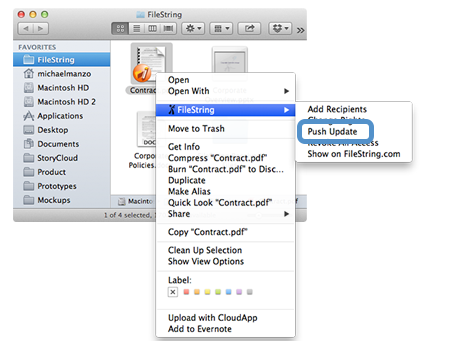 FileString
FAVORITES
FileString
michaelmanzo
Macintosh HD
Macintosh HD 2
Applications
Desktop
Documents
StoryCloud
Product
Prototypes
Mockups
Contrac
DOC
Corpo
Policies.
Macinto
1 of 4 selected,
Open
Open With
FileString
Move to Trash
Get Info
Compress "Contract.pdf"
Burn "Contract.pdf" to Disc...
Duplicate
Make Alias
Quick Look "Contract.pdf"
Share
Copy "Contract.pdf"
Clean Up Selection
Show View Options
Label:
Upload with CloudApp
Add to Evernote
Add Recipients
Change Rights
Push Update
Revoke All Access
Show on FileString.com